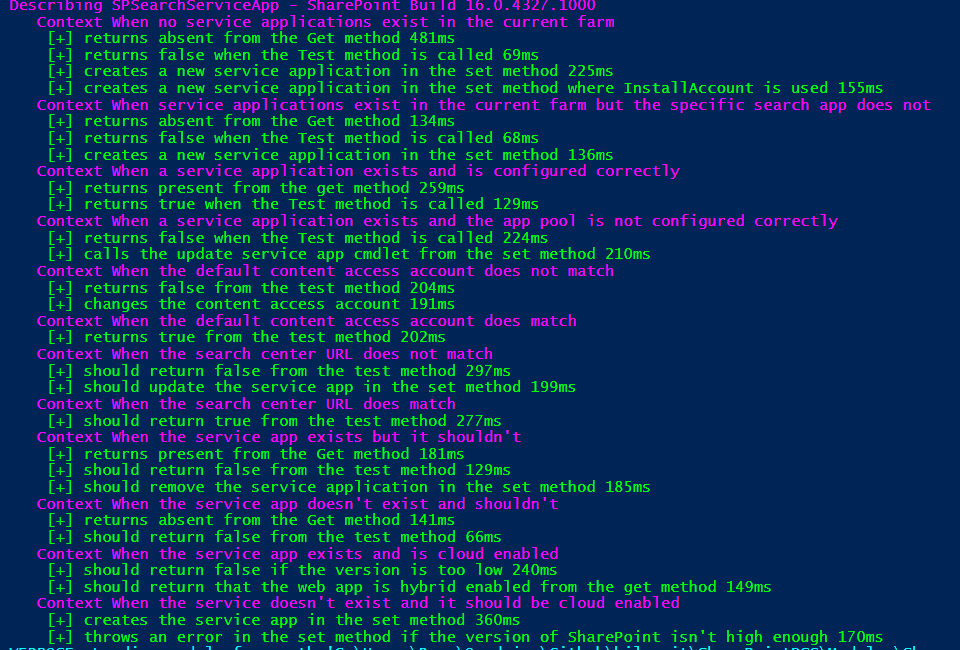 Describing SPSearchServiceApp - SharePoint Build 16.0.4327.1000
Context When no service applications exist in the current farm
[+] returns absent from the Get method 481ms
[+] returns false when the Test method is called 69ms
[+] creates a new service application in the set method 225ms
[+] creates a new service application in the set method where InstallAccount is used 155ms
Context When service applications exist in the current farm but the specific search app does not
[+] returns absent from the Get method 134ms
[+] returns false when the Test method is called 68ms
[+] creates a new service application in the set method 136ms
Context When a service application exists and is configured correctly
[+] returns present from the get method 259ms
[+] returns true when the Test method is called 129ms
Context When a service application exists and the app pool is not configured correctly
[+] returns false when the Test method is called 224ms
[+] calls the update service app cmdlet from the set method 210ms
Context When the default content access account does not match
[+] returns false from the test method 204ms
[+] changes the content access account 191ms
Context When the default content access account does match
[+] returns true from the test method 202ms
Context When the search center URL does not match
[+] should return false from the test method 297ms
[+] should update the service app in the set method 199ms
Context When the search center URL does match
[+] should return true from the test method 277ms
Context When the service app exists but it shouldn't
[+] returns present from the Get method 181ms
[+] should return false from the test method 129ms
[+] should remove the service application in the set method 185ms
Context When the service app doesn't exist and shouldn't
[+] returns absent from the Get method 141ms
[+] should return false from the test method 66ms
Context When the service app exists and is cloud enabled
[+] should return false if the version is too low 240ms
[+] should return that the web app is hybrid enabled from the get method 149ms
Context When the service doesn't exist and it should be cloud enabled
[+] creates the service app in the set method 360ms
[+] throws an error in the set method if the version of SharePoint isn't high enough 170ms